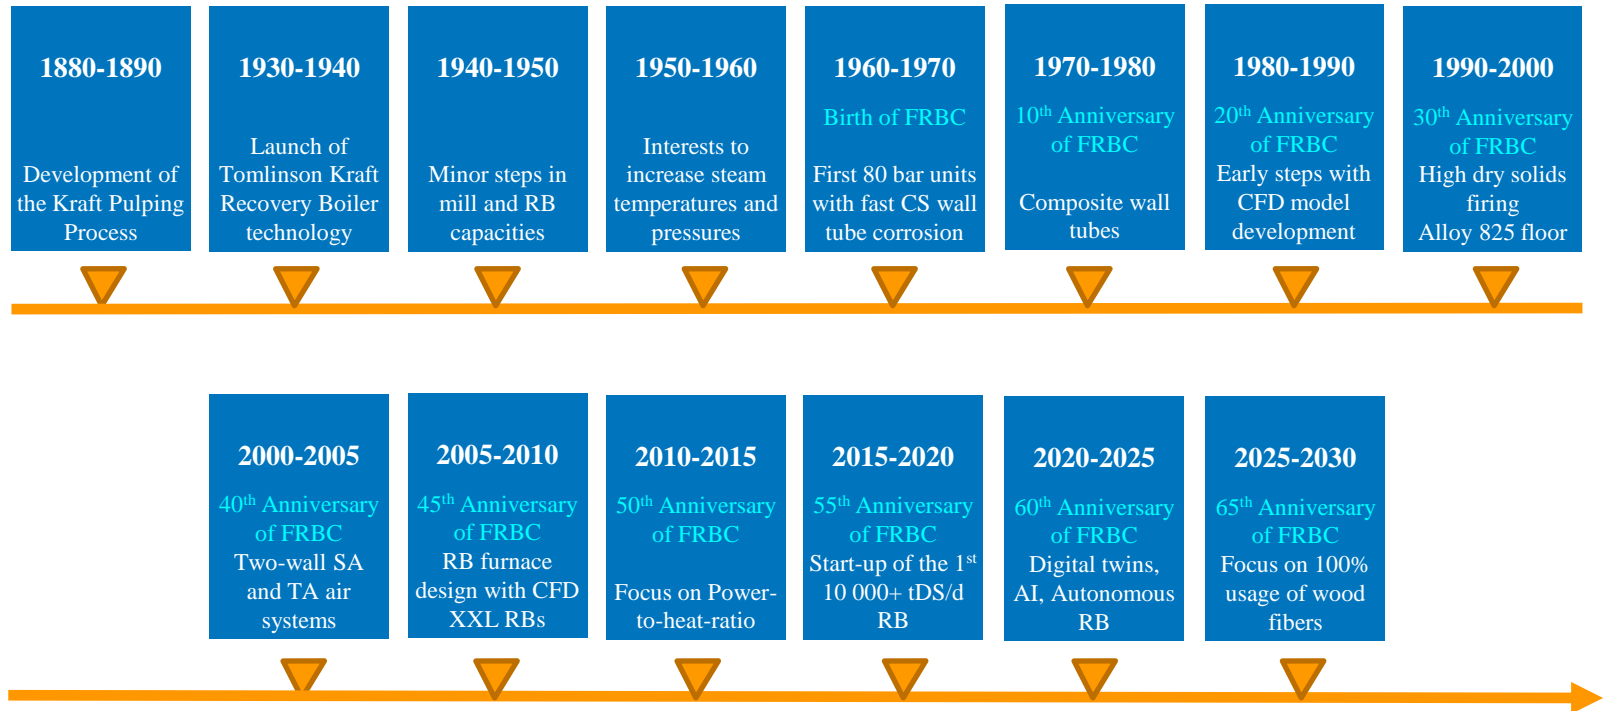 1880-1890
Development of
the Kraft Pulping
Process
1930-1940
Launch of
Tomlinson Kraft
Recovery Boiler
technology
1940-1950
Minor steps in
mill and RB
capacities
1950-1960
Interests to
increase steam
temperatures and
pressures
1960-1970
Birth of FRBC
First 80 bar units
with fast CS wall
tube corrosion
1970-1980
10th Anniversary
of FRBC
Composite wall
tubes
1980-1990
20th Anniversary
of FRBC
Early steps with
CFD model
development
1990-2000
30th Anniversary
of FRBC
High dry solids
firing
Alloy 825 floor
2000-2005
40th Anniversary
of FRBC
Two-wall SA
and TA air
systems
2005-2010
45th Anniversary
of FRBC
RB furnace
design with CFD
XXL RBs
2010-2015
50th Anniversary
of FRBC
Focus on Power-
to-heat-ratio
2015-2020
55th Anniversary
of FRBC
Start-up of the 1st
10 000+ tDS/d
RB
2020-2025
60th Anniversary
of FRBC
Digital twins,
AI, Autonomous
RB
2025-2030
65th Anniversary
of FRBC
Focus on 100%
usage of wood
fibers